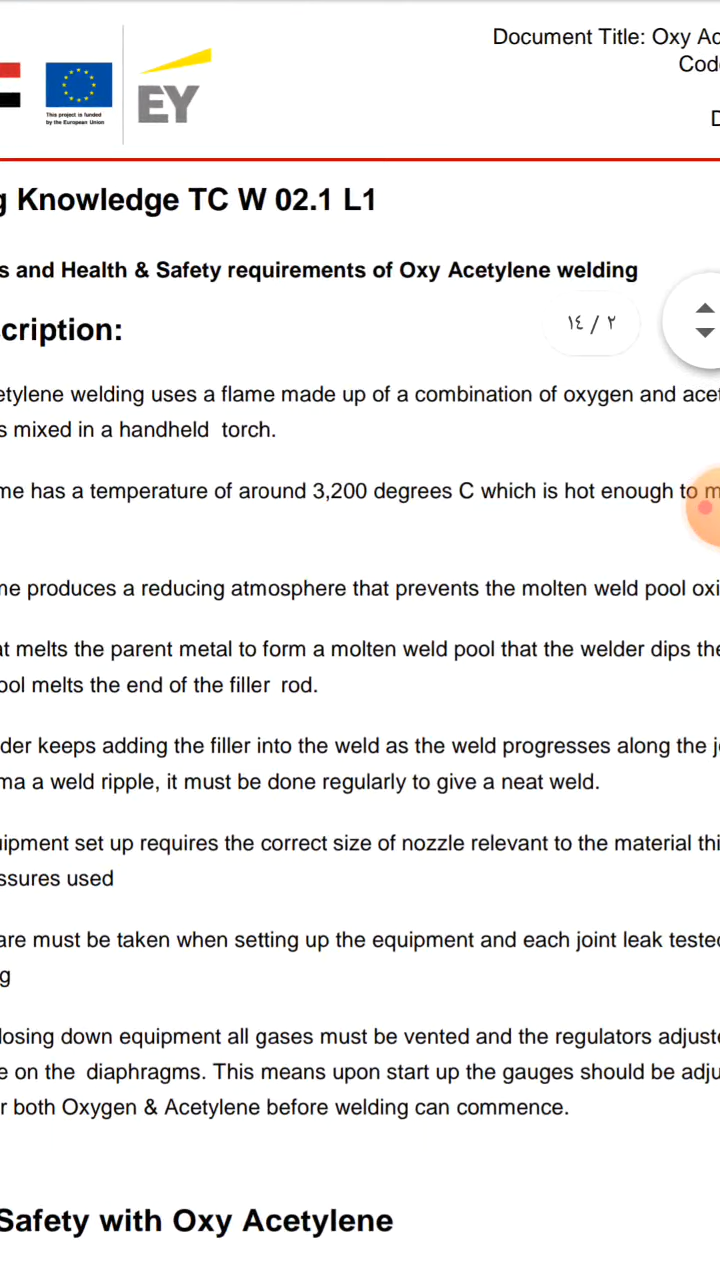 Document Title: Oxy Ac
Code
D
This project is funded
by the European Union
EY
g Knowledge TC W 02.1 L1
s and Health & Safety requirements of Oxy Acetylene welding
scription:
١٤ / ٢
etylene welding uses a flame made up of a combination of oxygen and acet
s mixed in a handheld torch.
me has a temperature of around 3,200 degrees C which is hot enough to m
me produces a reducing atmosphere that prevents the molten weld pool oxi
at melts the parent metal to form a molten weld pool that the welder dips the
ool melts the end of the filler rod.
der keeps adding the filler into the weld as the weld progresses along the jo
ma a weld ripple, it must be done regularly to give a neat weld.
uipment set up requires the correct size of nozzle relevant to the material thi
ssures used
are must be taken when setting up the equipment and each joint leak tested
g
losing down equipment all gases must be vented and the regulators adjuste
e on the diaphragms. This means upon start up the gauges should be adju
r both Oxygen & Acetylene before welding can commence.
Safety with Oxy Acetylene